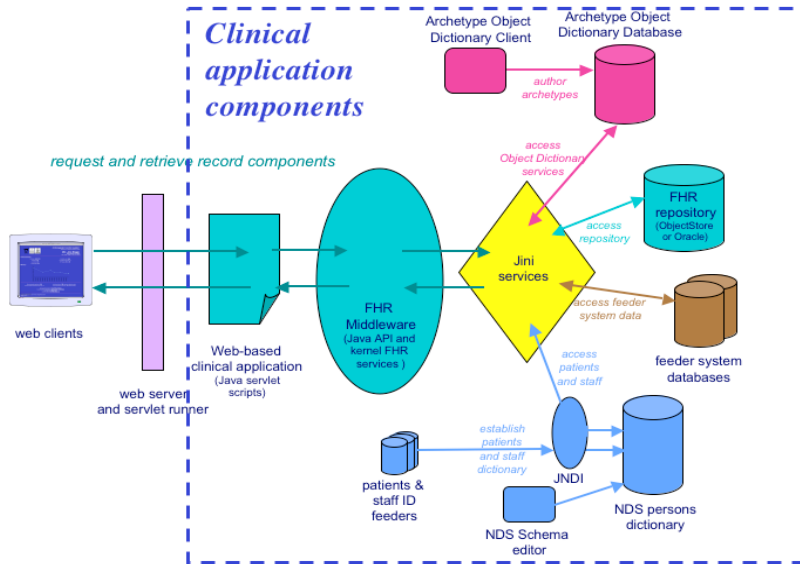 Clinical
application
components
Archetype Object
Dictionary Client
Archetype Object
Dictionary Database
author
archetypes
access
Object Dictionary
services
request and retrieve record components
FHR
repository
(ObjectStore
or Oracle)
access
repository
Jini
services
FHR
Middleware
(Java API and
kernel FHR
services )
access feeder
system data
web clients
Web-based
clinical application
(Java servlet
scripts)
feeder system
databases
web server
and servlet runner
access
patients
and staff
establish
patients
and staff
dictionary
JNDI
patients &
staff ID
feeders
NDS Schema
editor
NDS persons
dictionary